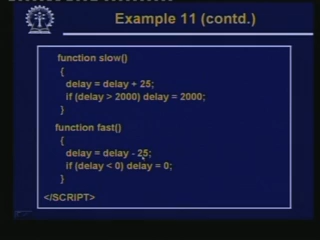 Example 11 (contd.)
function slow()
{
delay = delay + 25;
if (delay > 2000) delay = 2000;
}
function fast()
{
delay = delay - 25;
if (delay < 0) delay = 0;
}
</SCRIPT>